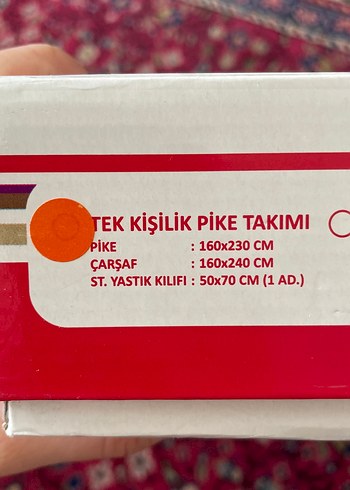 TEK KİŞİLİK PİKE TAKIMI
PİKE : 160x230 CM
ÇARŞAF : 160x240 CM
ST. YASTIK KILIFI : 50x70 CM (1 AD.)